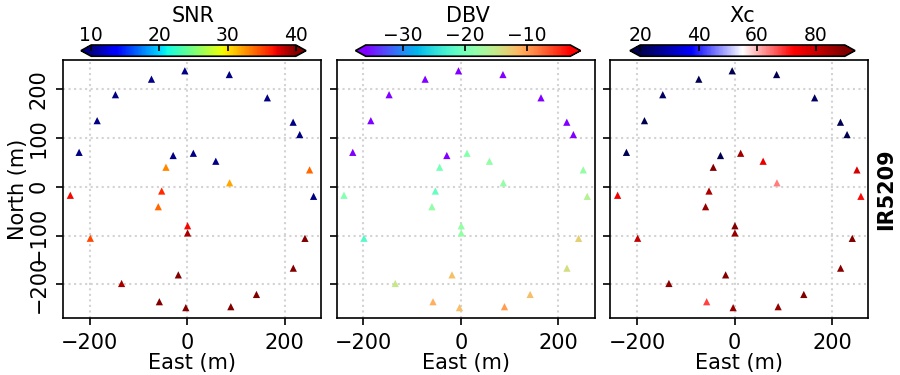 SNR DBV Xc
10 20 30 40 −30 −20 −10 20 40 60 80
200
100
0
−100
−200
North (m)
IR5209
−200 0 200 −200 0 200 −200 0 200
East (m) East (m) East (m)